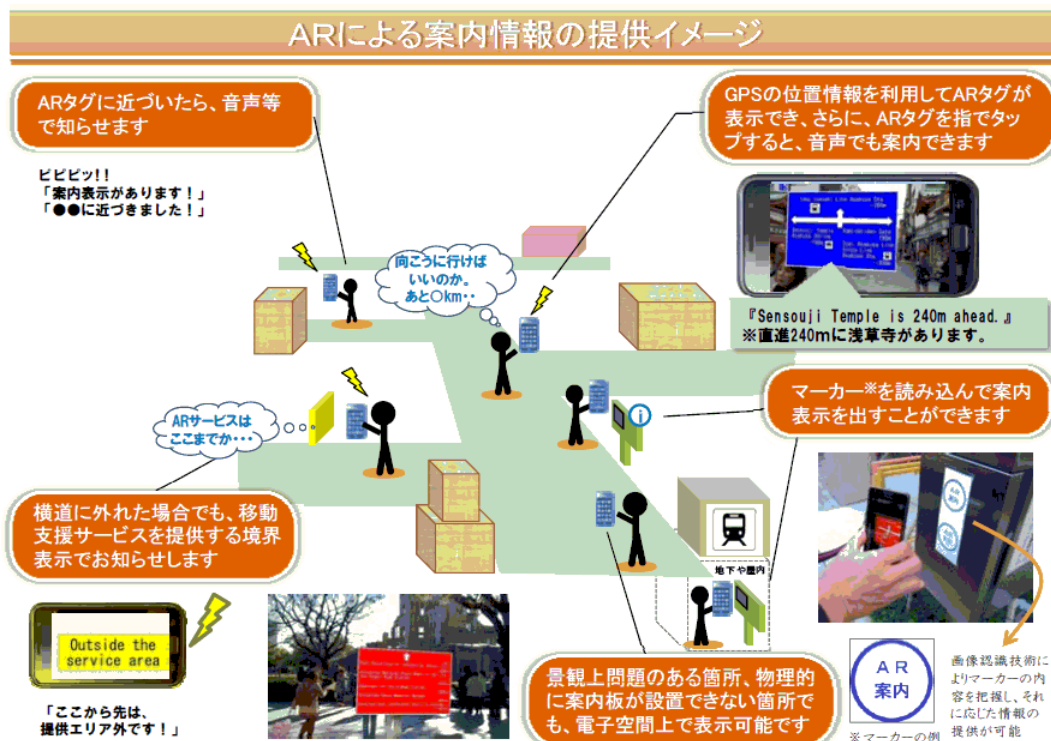 ARによる案内情報の提供イメージ
ARタグに近づいたら、音声等
で知らせます
ピピピッ!!
「案内表示があります！」
「●●に近づきました！」
GPSの位置情報を利用してARタグが
表示でき、さらに、ARタグを指でタッ
プすると、音声でも案内できます
『Sensouji Temple is 240m ahead.』
※直進240mに浅草寺があります。
向こうに行けば
いいのか。
あと○km・・
マーカー※を読み込んで案内
表示を出すことができます
i
ARサービスは
ここまでか・・・
横道に外れた場合でも、移動
支援サービスを提供する境界
表示でお知らせします
地下や屋内
Outside the
service area
「ここから先は、
提供エリア外です！」
景観上問題のある箇所、物理的
に案内板が設置できない箇所で
も、電子空間上で表示可能です
AR
案内
AR
案内
※マーカーの例
画像認識技術に
よりマーカーの内
容を把握し、それ
に応じた情報の
提供が可能